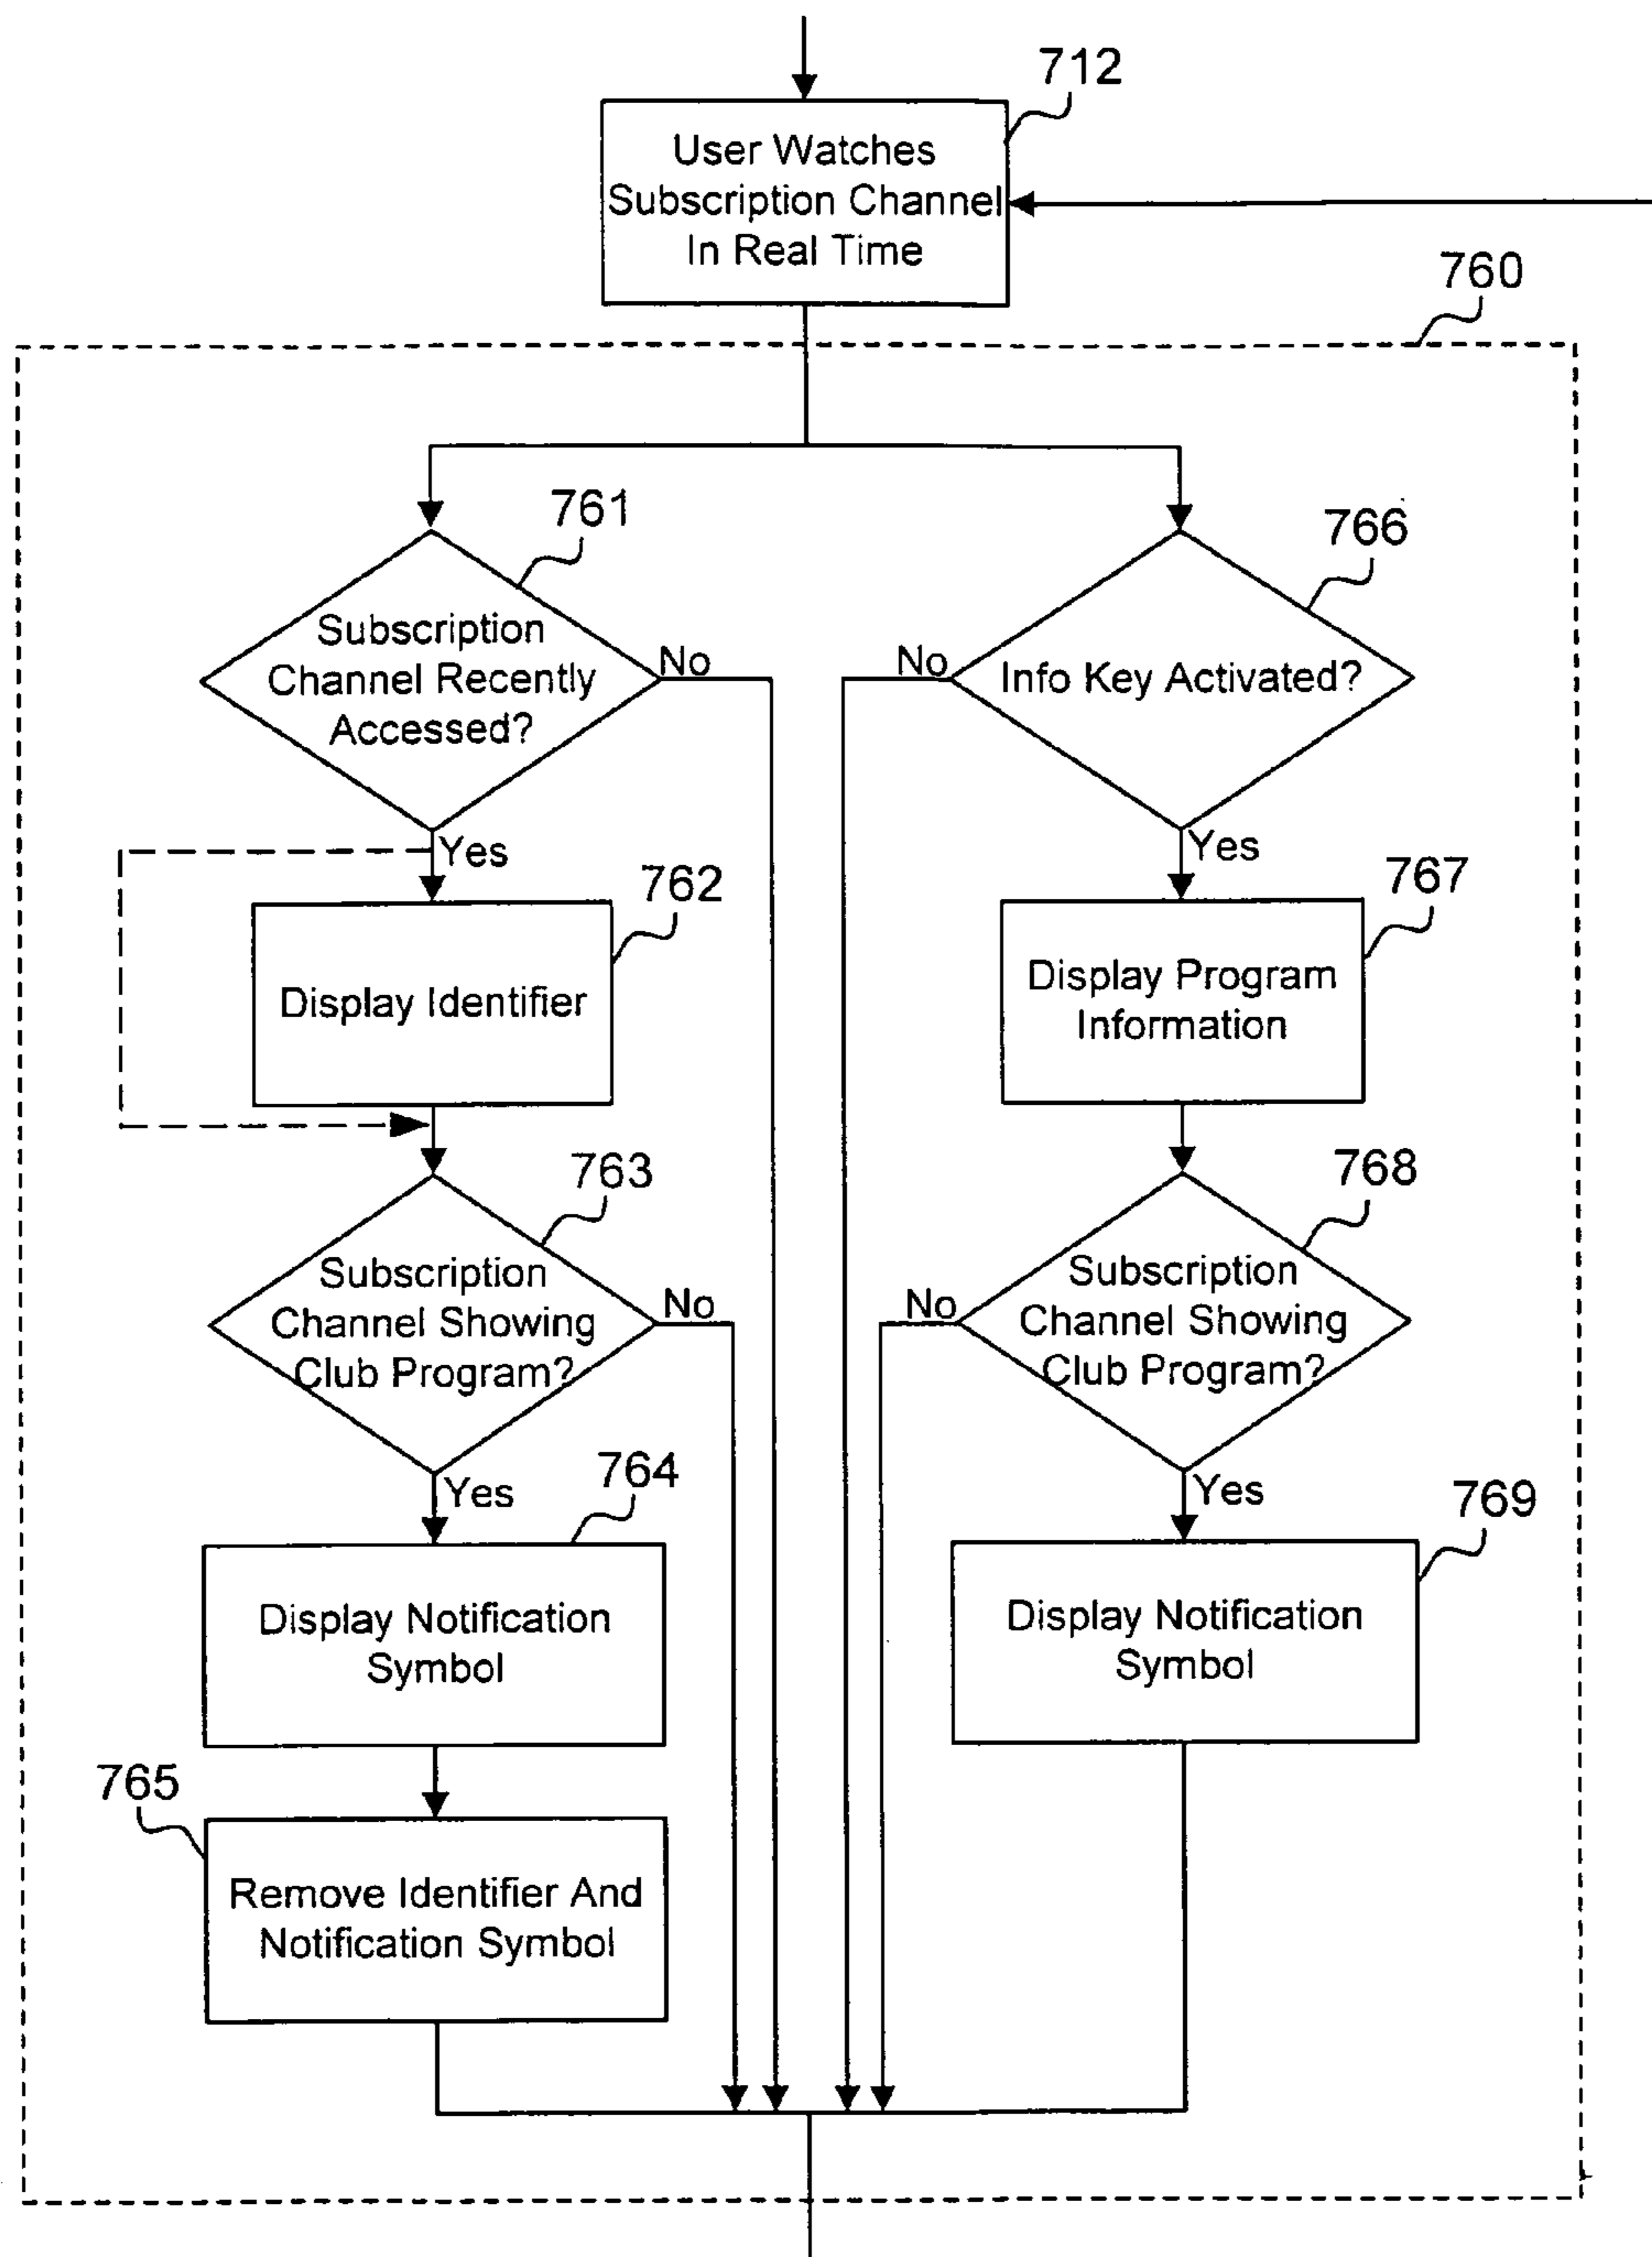 712
User Watches
Subscription Channel
In Real Time
760
761
Subscription
Channel Recently
Accessed?
No
Yes
766
Info Key Activated?
No
Yes
762
Display Identifier
767
Display Program
Information
763
Subscription
Channel Showing
Club Program?
No
Yes
768
Subscription
Channel Showing
Club Program?
No
Yes
764
Display Notification
Symbol
769
Display Notification
Symbol
765
Remove Identifier And
Notification Symbol